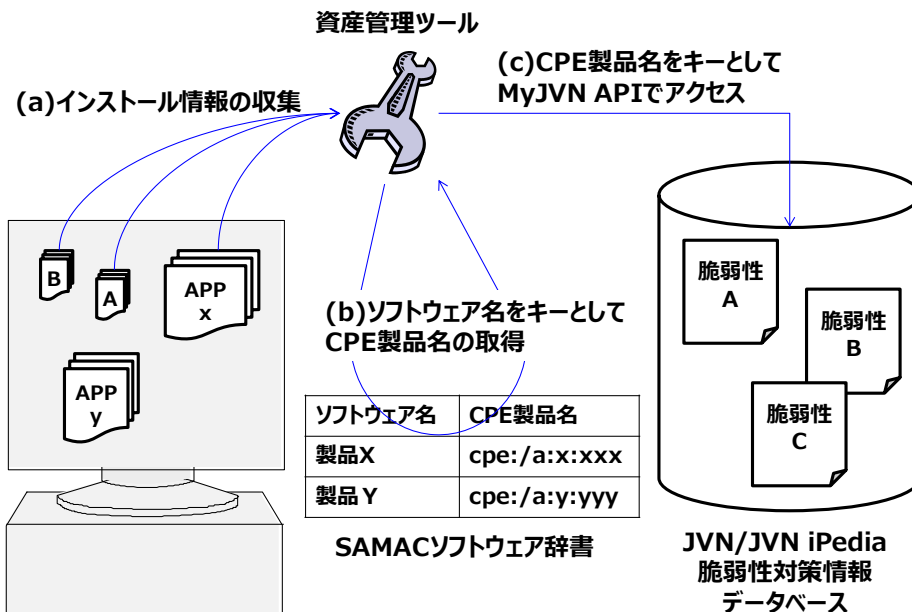 資産管理ツール
(a)インストール情報の収集
(c)CPE製品名をキーとして
MyJVN APIでアクセス
B
A
APP
x
APP
y
(b)ソフトウェア名をキーとして
CPE製品名の取得
脆弱性
A
脆弱性
B
脆弱性
C
ソフトウェア名 CPE製品名
製品X cpe:/a:x:xxx
製品Y cpe:/a:y:yyy
SAMACソフトウェア辞書
JVN/JVN iPedia
脆弱性対策情報
データベース